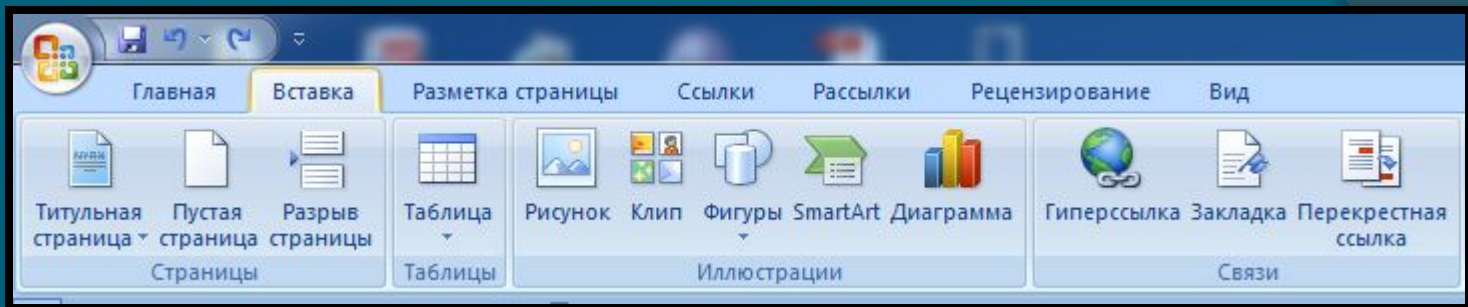 Главная Вставка Разметка страницы Ссылки Рассылки Рецензирование Вид
Титульная Пустая Разрыв Таблица Рисунок Клип Фигуры SmartArt Диаграмма Гиперссылка Закладка Перекрестная
страница страница страницы ссылка
Страницы Таблицы Иллюстрации Связи